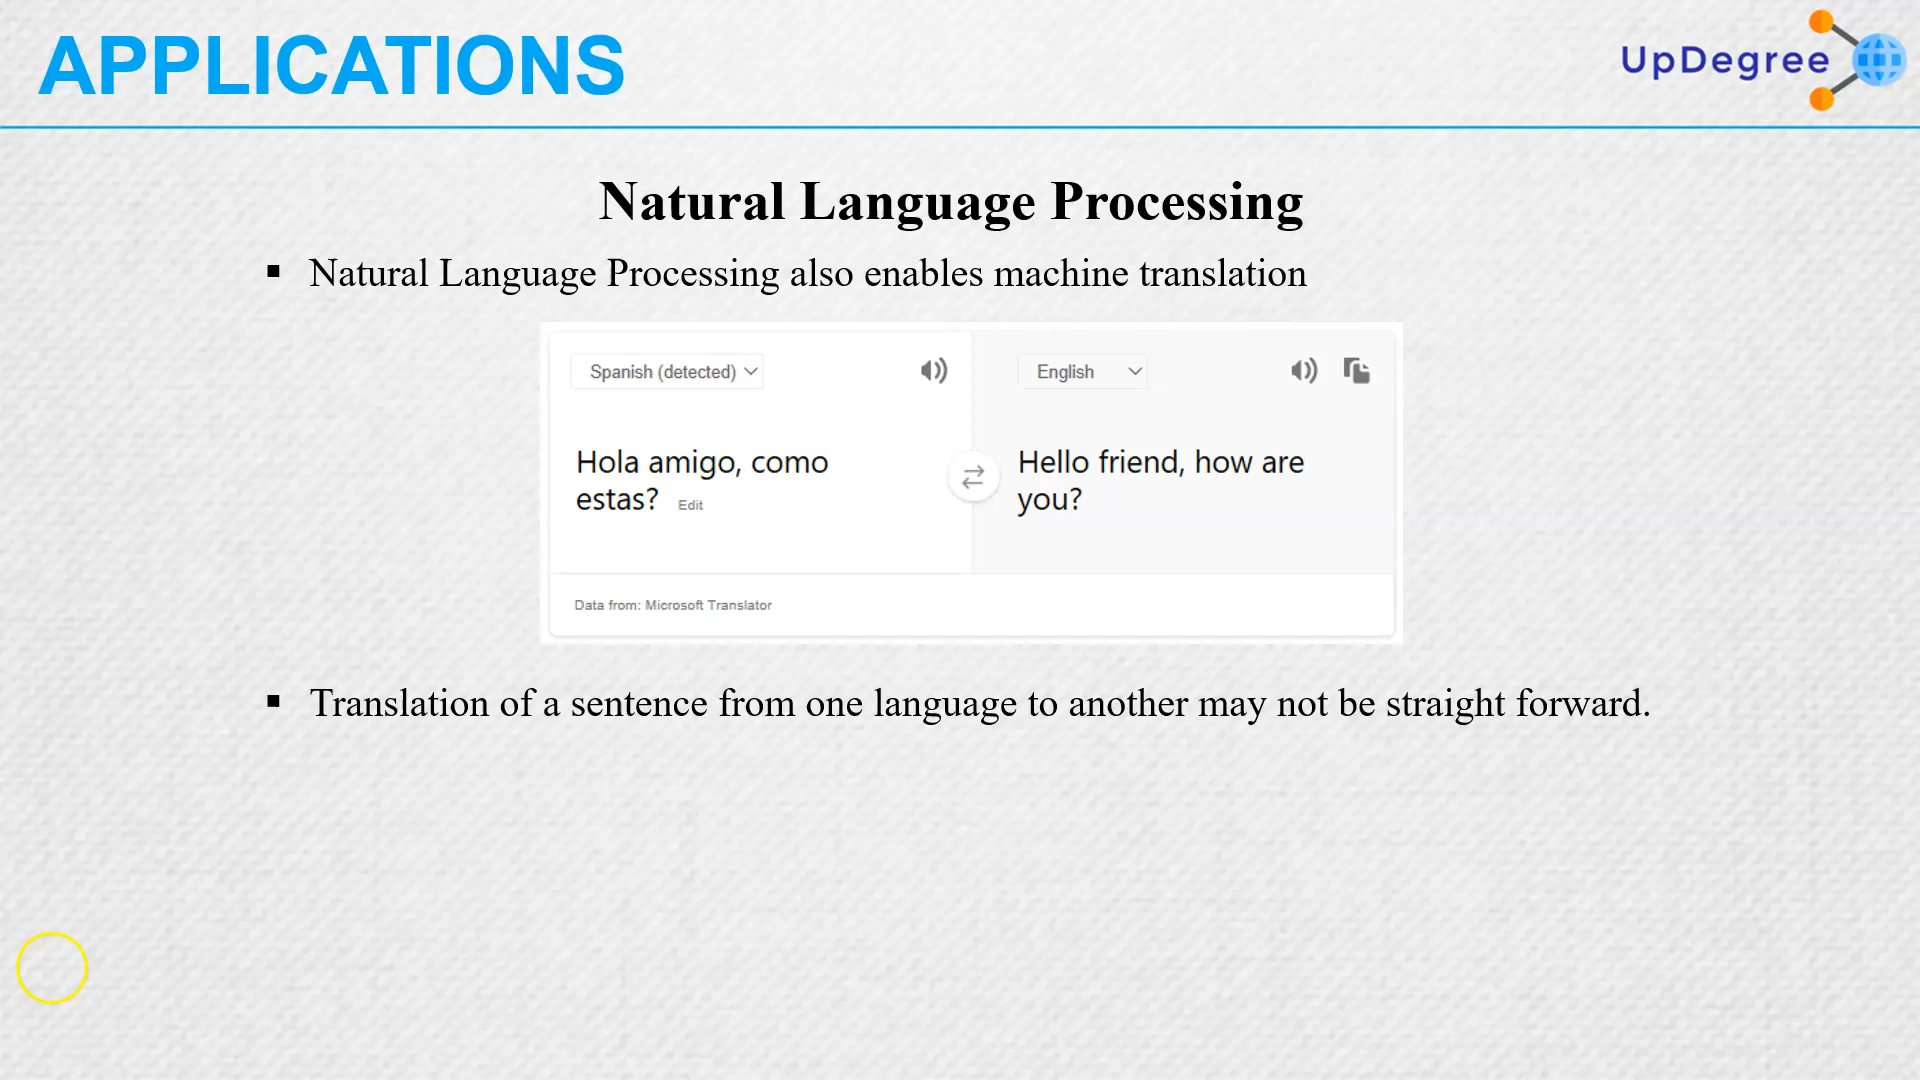 APPLICATIONS
UpDegree
Natural Language Processing
▪ Natural Language Processing also enables machine translation
Spanish (detected)
English
Hola amigo, como
estas? Edit
Hello friend, how are
you?
Data from: Microsoft Translator
▪ Translation of a sentence from one language to another may not be straight forward.